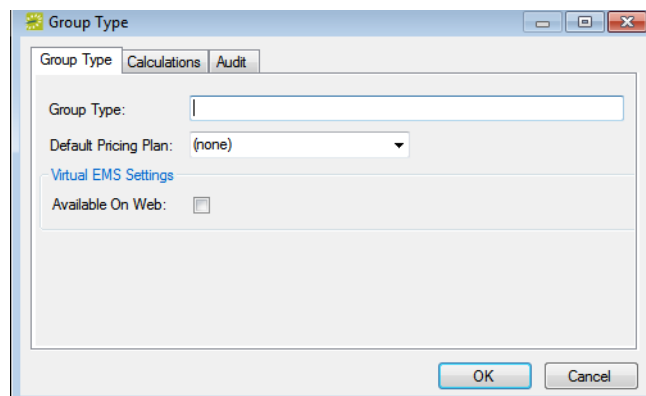 Group Type
Group Type Calculations Audit
Group Type:
Default Pricing Plan: (none)
Virtual EMS Settings
Available On Web:
OK Cancel